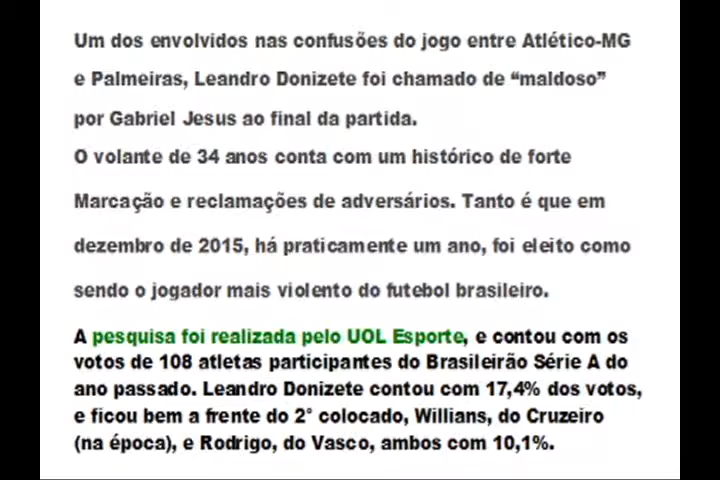 Um dos envolvidos nas confusões do jogo entre Atlético-MG
e Palmeiras, Leandro Donizete foi chamado de “maldoso”
por Gabriel Jesus ao final da partida.
O volante de 34 anos conta com um histórico de forte
Marcação e reclamações de adversários. Tanto é que em
dezembro de 2015, há praticamente um ano, foi eleito como
sendo o jogador mais violento do futebol brasileiro.
A pesquisa foi realizada pelo UOL Esporte, e contou com os
votos de 108 atletas participantes do Brasileirão Série A do
ano passado. Leandro Donizete contou com 17,4% dos votos,
e ficou bem a frente do 2° colocado, Willians, do Cruzeiro
(na época), e Rodrigo, do Vasco, ambos com 10,1%.